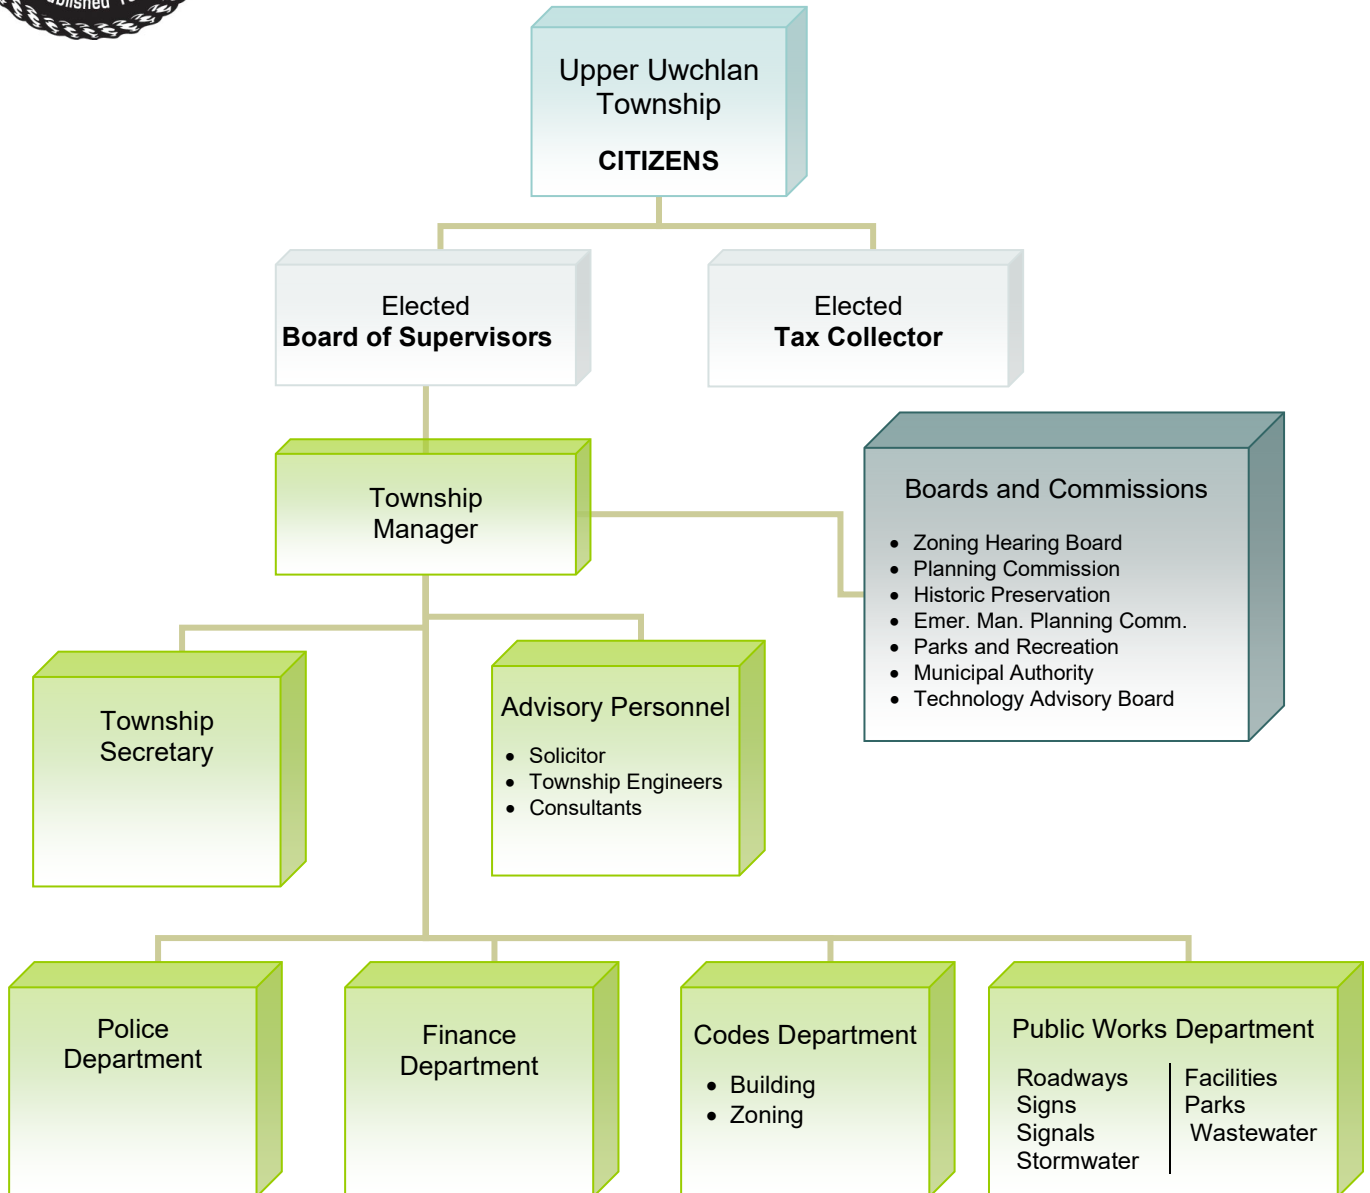 Upper Uwchlan
Township
CITIZENS
Elected
Board of Supervisors
Elected
Tax Collector
Township
Manager
Boards and Commissions
• Zoning Hearing Board
• Planning Commission
• Historic Preservation
• Emer. Man. Planning Comm.
• Parks and Recreation
• Municipal Authority
• Technology Advisory Board
Township
Secretary
Advisory Personnel
• Solicitor
• Township Engineers
• Consultants
Police
Department
Finance
Department
Codes Department
• Building
• Zoning
Public Works Department
Roadways
Signs
Signals
Stormwater
Facilities
Parks
Wastewater